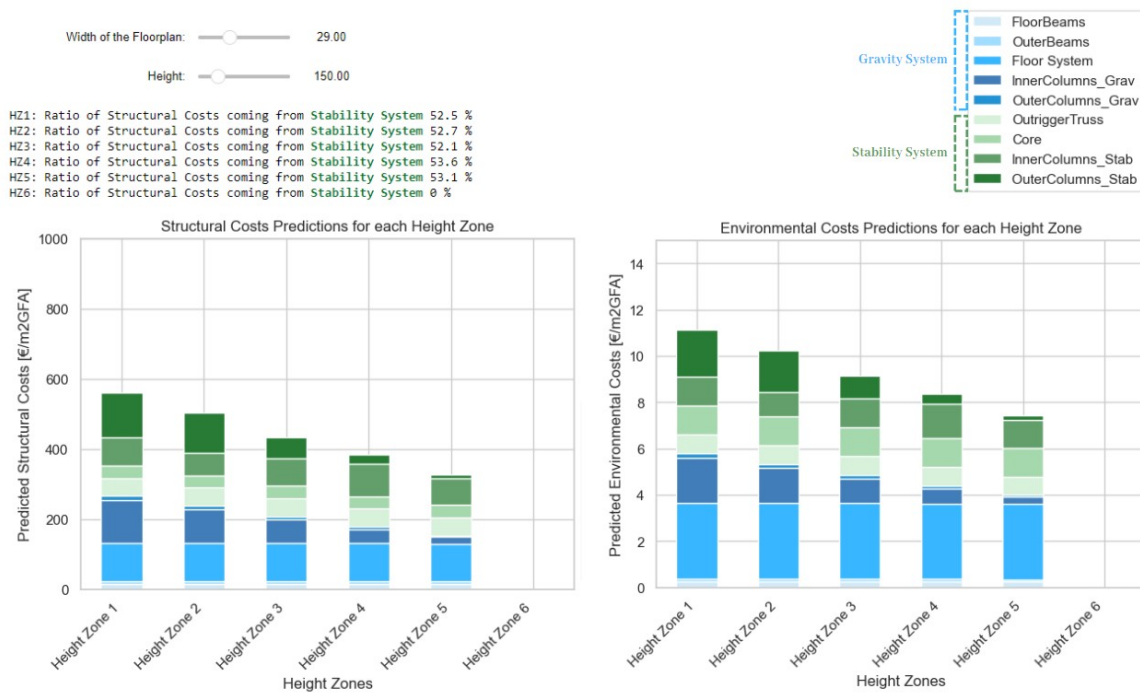 Width of the Floorplan: 29.00
Height: 150.00
HZ1: Ratio of Structural Costs coming from Stability System 52.5 %
HZ2: Ratio of Structural Costs coming from Stability System 52.7 %
HZ3: Ratio of Structural Costs coming from Stability System 52.1 %
HZ4: Ratio of Structural Costs coming from Stability System 53.6 %
HZ5: Ratio of Structural Costs coming from Stability System 53.1 %
HZ6: Ratio of Structural Costs coming from Stability System 0 %
Gravity System
Stability System
FloorBeams
OuterBeams
Floor System
InnerColumns_Grav
OuterColumns_Grav
OutriggerTruss
Core
InnerColumns_Stab
OuterColumns_Stab
Structural Costs Predictions for each Height Zone
Predicted Structural Costs [€/m2GFA]
1000
800
600
400
200
0
Height Zone 1
Height Zone 2
Height Zone 3
Height Zone 4
Height Zone 5
Height Zone 6
Height Zones
Environmental Costs Predictions for each Height Zone
Predicted Environmental Costs [€/m2GFA]
14
12
10
8
6
4
2
0
Height Zone 1
Height Zone 2
Height Zone 3
Height Zone 4
Height Zone 5
Height Zone 6
Height Zones